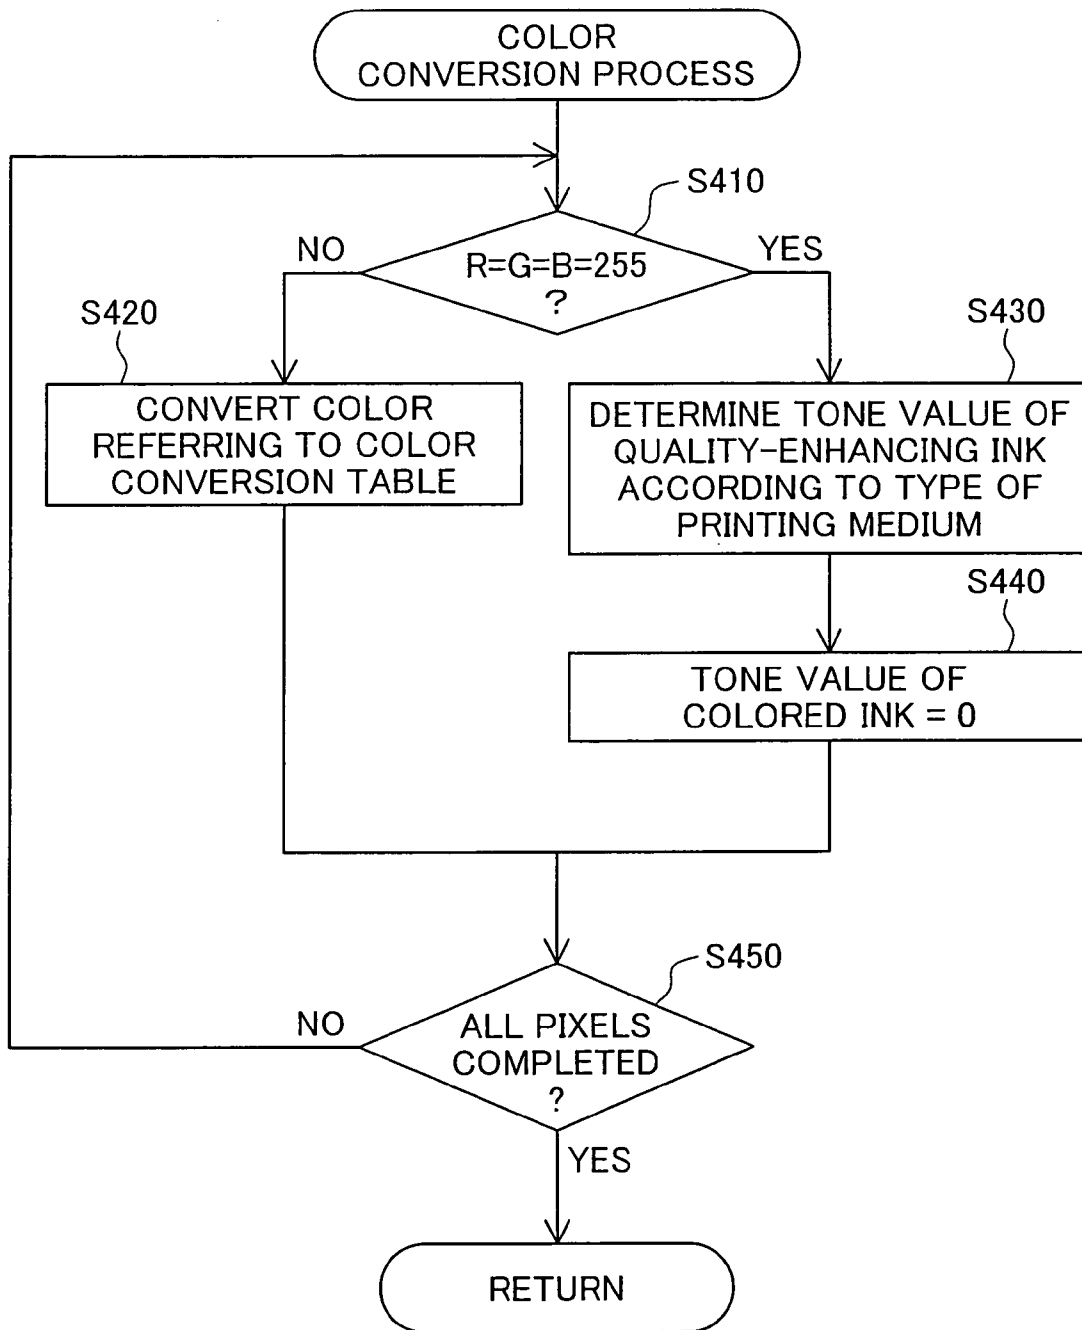 COLOR
CONVERSION PROCESS
S410
NO
R=G=B=255
?
YES
S420
CONVERT COLOR
REFERRING TO COLOR
CONVERSION TABLE
S430
DETERMINE TONE VALUE OF
QUALITY-ENHANCING INK
ACCORDING TO TYPE OF
PRINTING MEDIUM
S440
TONE VALUE OF
COLORED INK = 0
S450
NO
ALL PIXELS
COMPLETED
?
YES
RETURN